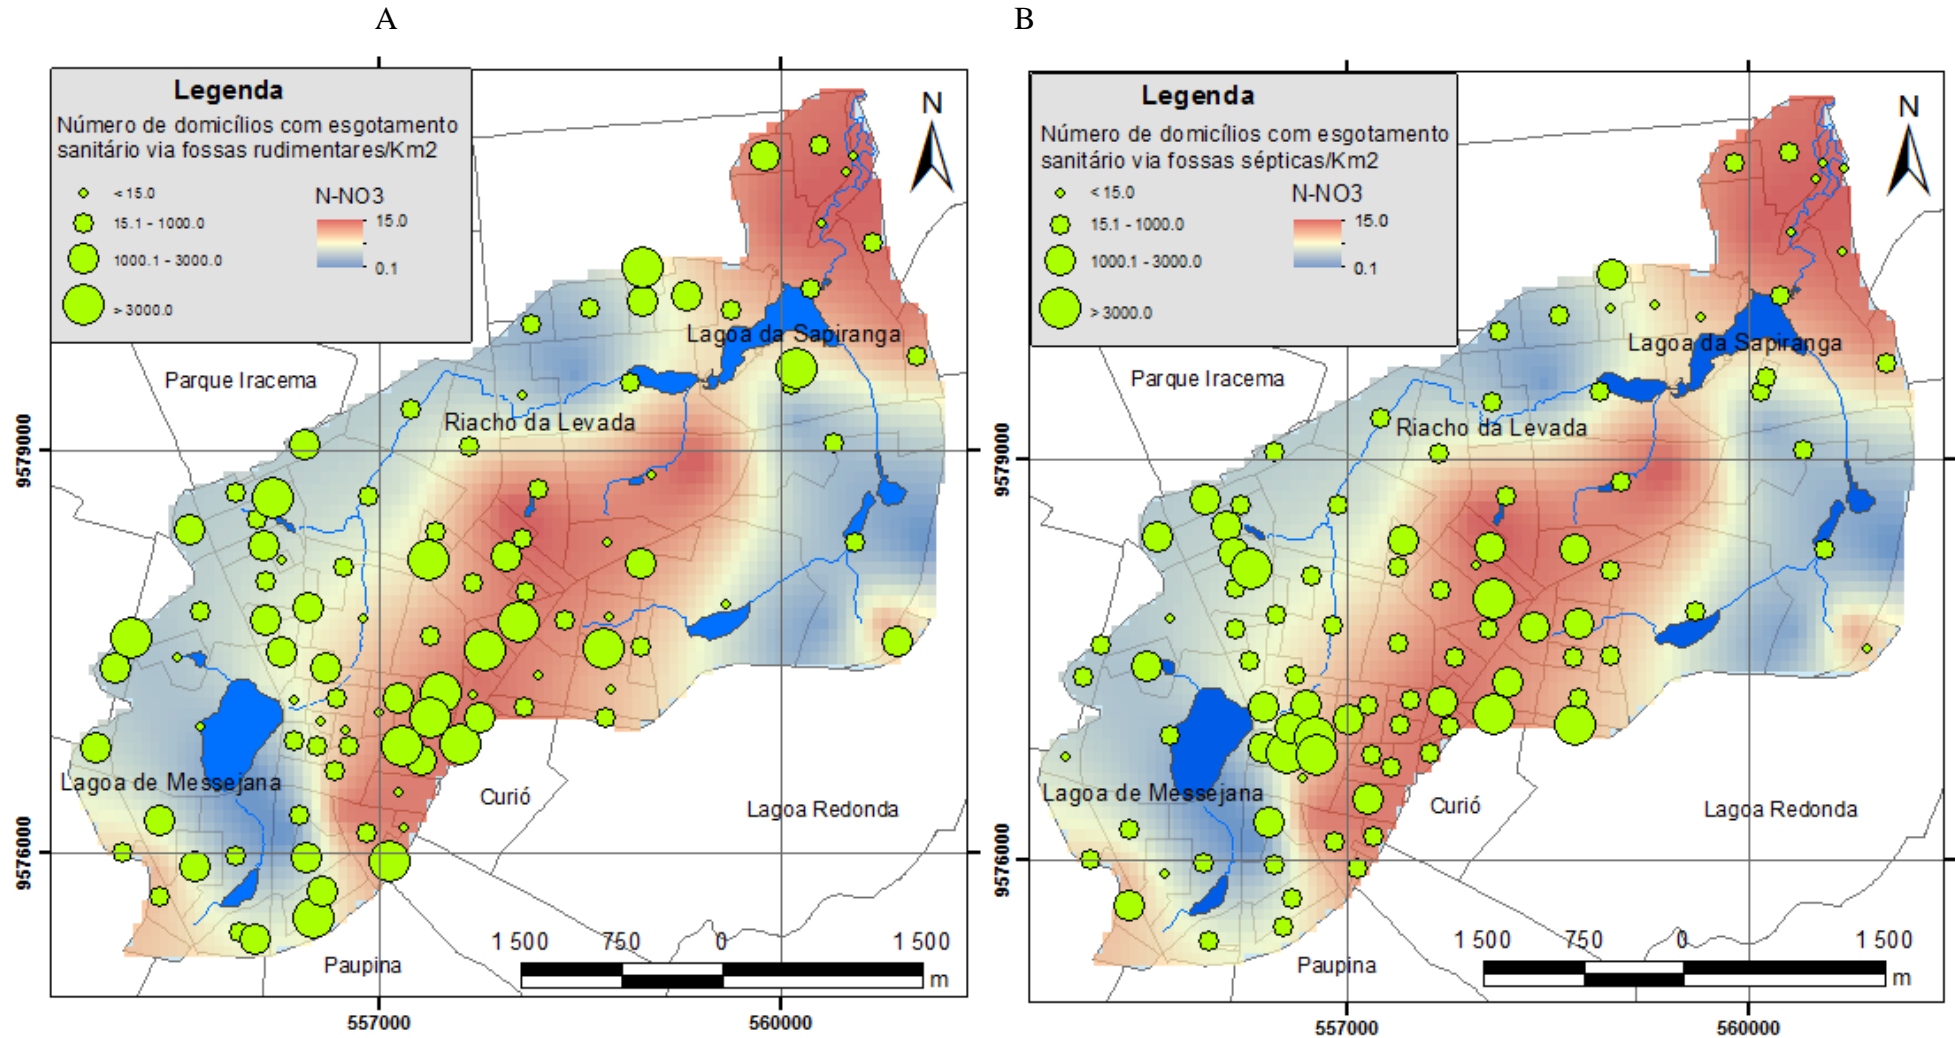 A
Legenda
Número de domicílios com esgotamento
sanitário via fossas rudimentares/Km2
< 15.0
15.1 - 1000.0
1000.1 - 3000.0
> 3000.0
N-NO3
15.0
0.1
N
Lagoa da Sapiranga
Parque Iracema
Riacho da Levada
Lagoa de Messejana
Curió
Lagoa Redonda
Paupina
1 500 750 0 1 500
m
9579000
9576000
557000
560000
B
Legenda
Número de domicílios com esgotamento
sanitário via fossas sépticas/Km2
< 15.0
15.1 - 1000.0
1000.1 - 3000.0
> 3000.0
N-NO3
15.0
0.1
N
Lagoa da Sapiranga
Parque Iracema
Riacho da Levada
Lagoa de Messejana
Curió
Lagoa Redonda
Paupina
1 500 750 0 1 500
m
9579000
9576000
557000
560000